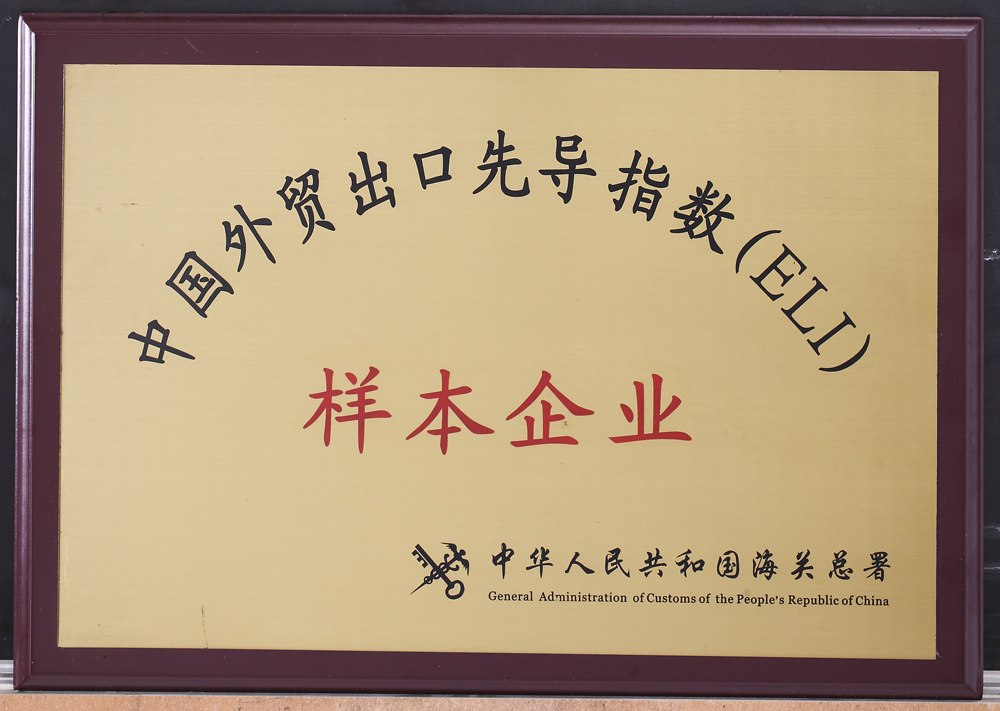 中国外贸出口先导指数(ELI)
样本企业
中华人民共和国海关总署
General Administration of Customs of the People's Republic of China